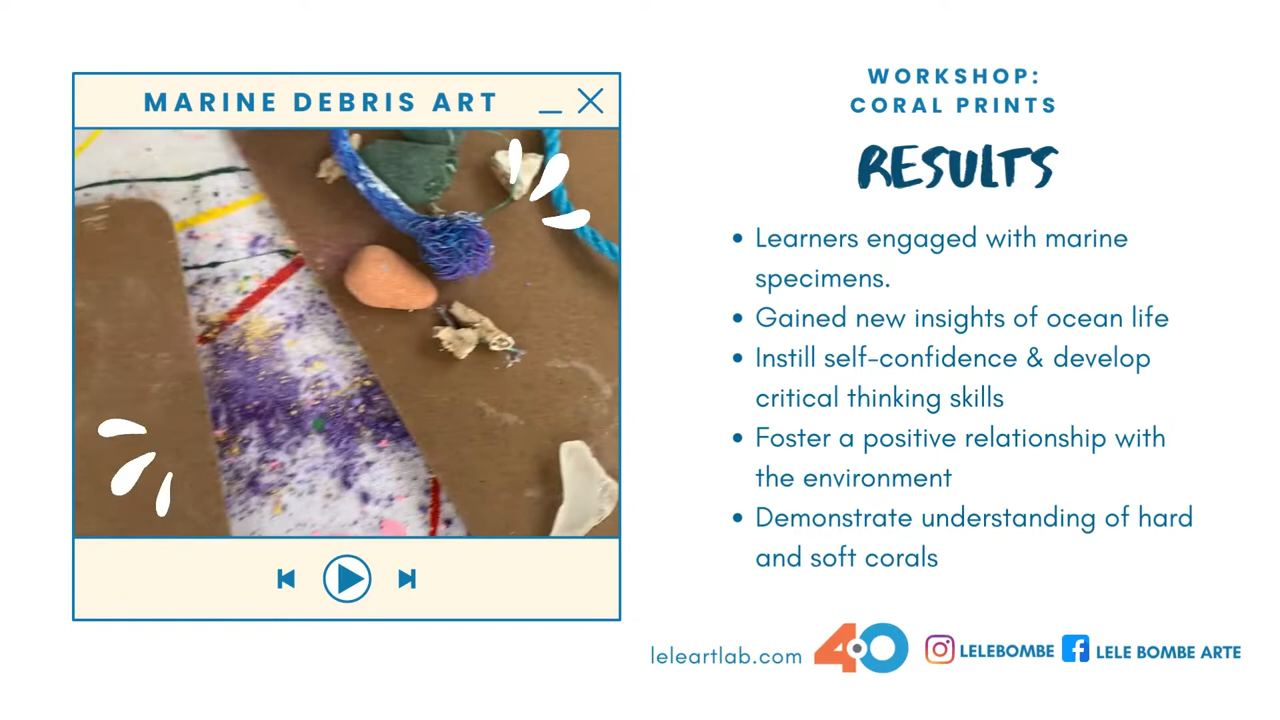 MARINE DEBRIS ART
WORKSHOP:
CORAL PRINTS
RESULTS
• Learners engaged with marine
specimens.
• Gained new insights of ocean life
• Instill self-confidence & develop
critical thinking skills
• Foster a positive relationship with
the environment
• Demonstrate understanding of hard
and soft corals
leleartlab.com 40 LELEBOMBE LELE BOMBE ARTE